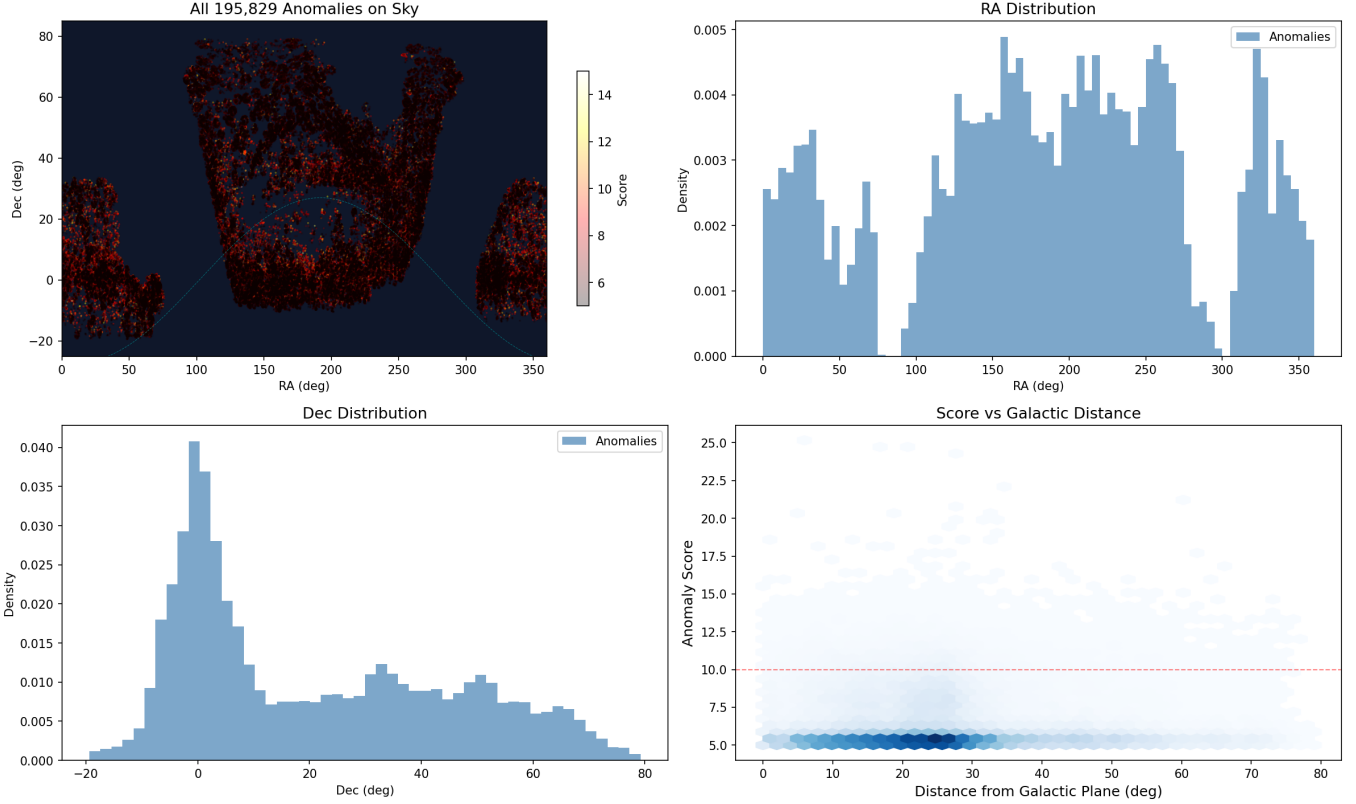 All 195,829 Anomalies on Sky
80
60
40
20
0
−20
Dec (deg)
0 50 100 150 200 250 300 350
RA (deg)
14
12
10
8
6
Score
RA Distribution
Anomalies
0.005
0.004
0.003
0.002
0.001
0.000
Density
0 50 100 150 200 250 300 350
RA (deg)
Dec Distribution
Anomalies
0.040
0.035
0.030
0.025
0.020
0.015
0.010
0.005
0.000
Density
−20 0 20 40 60 80
Dec (deg)
Score vs Galactic Distance
25.0
22.5
20.0
17.5
15.0
12.5
10.0
7.5
5.0
Anomaly Score
0 10 20 30 40 50 60 70 80
Distance from Galactic Plane (deg)